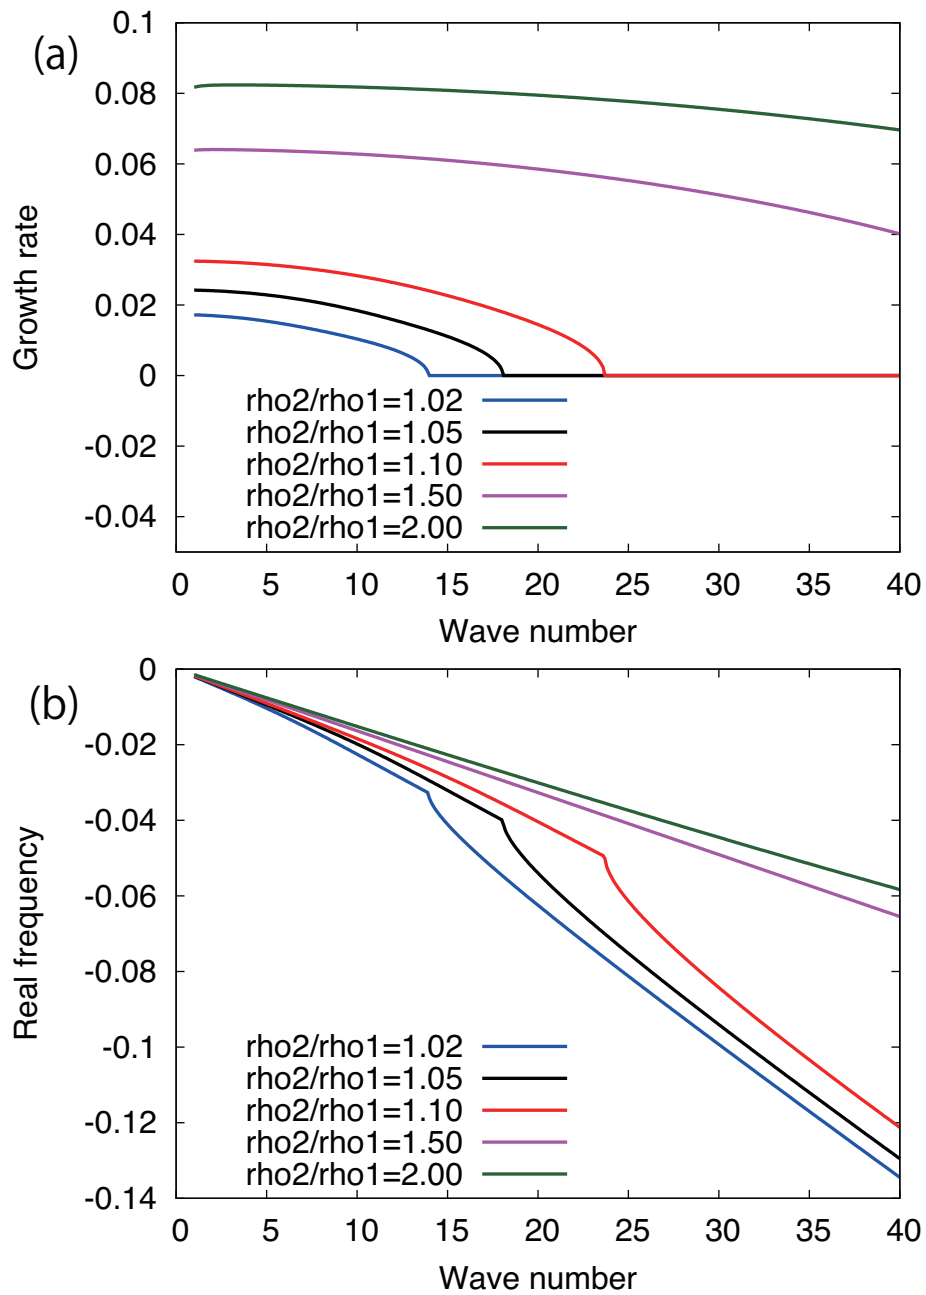 (a)
Growth rate
0.1
0.08
0.06
0.04
0.02
0
-0.02
-0.04
rho2/rho1=1.02
rho2/rho1=1.05
rho2/rho1=1.10
rho2/rho1=1.50
rho2/rho1=2.00
0 5 10 15 20 25 30 35 40
Wave number
(b)
Real frequency
0
-0.02
-0.04
-0.06
-0.08
-0.1
-0.12
-0.14
rho2/rho1=1.02
rho2/rho1=1.05
rho2/rho1=1.10
rho2/rho1=1.50
rho2/rho1=2.00
0 5 10 15 20 25 30 35 40
Wave number